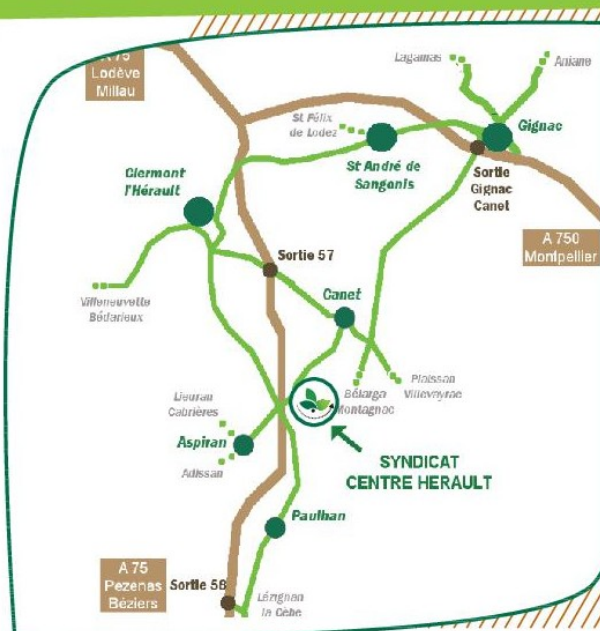 A 75
Lodève
Millau
Lagamas
Aniane
St Félix
de Lodez
Gignac
St André de
Sangonis
Sortie
Gignac
Canet
Clermont
l'Hérault
A 750
Montpellier
Sortie 57
Canet
Villeneuvette
Bédarieux
Plaissan
Villeveyrac
Bélarga
Montagnac
Lieuran
Cabrières
Aspiran
Adissan
SYNDICAT
CENTRE HERAULT
Paulhan
A 75
Pezenas
Béziers
Sortie 58
Lézignan
la Cèbe